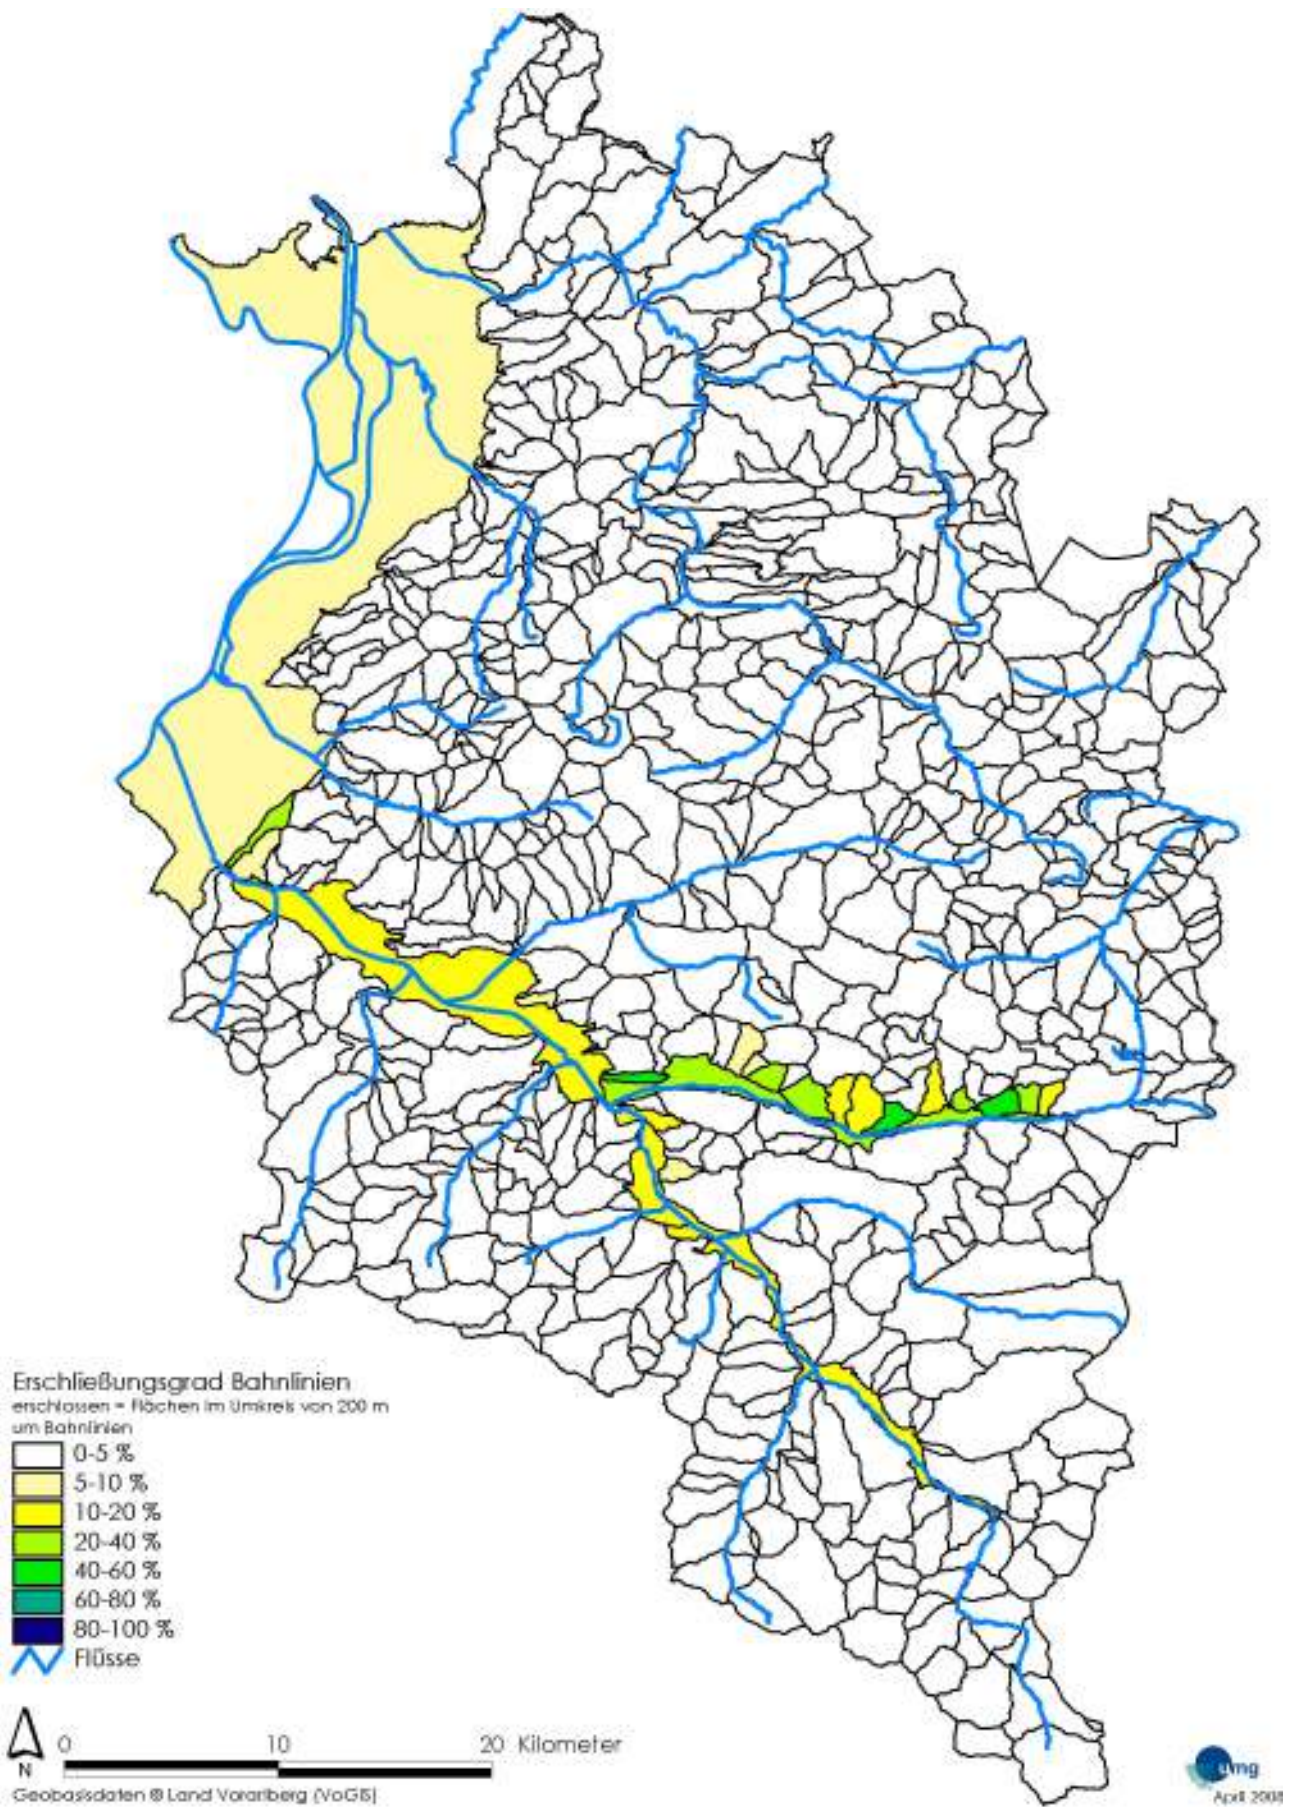 Erschließungsgrad Bahnlinien
erschlossen = Flächen im Umkreis von 200 m
um Bahnlinien
0-5 %
5-10 %
10-20 %
20-40 %
40-60 %
60-80 %
80-100 %
Flüsse
0 10 20 Kilometer
N
Geobasisdaten © Land Vorarlberg (VoGIS)
umg
April 2008